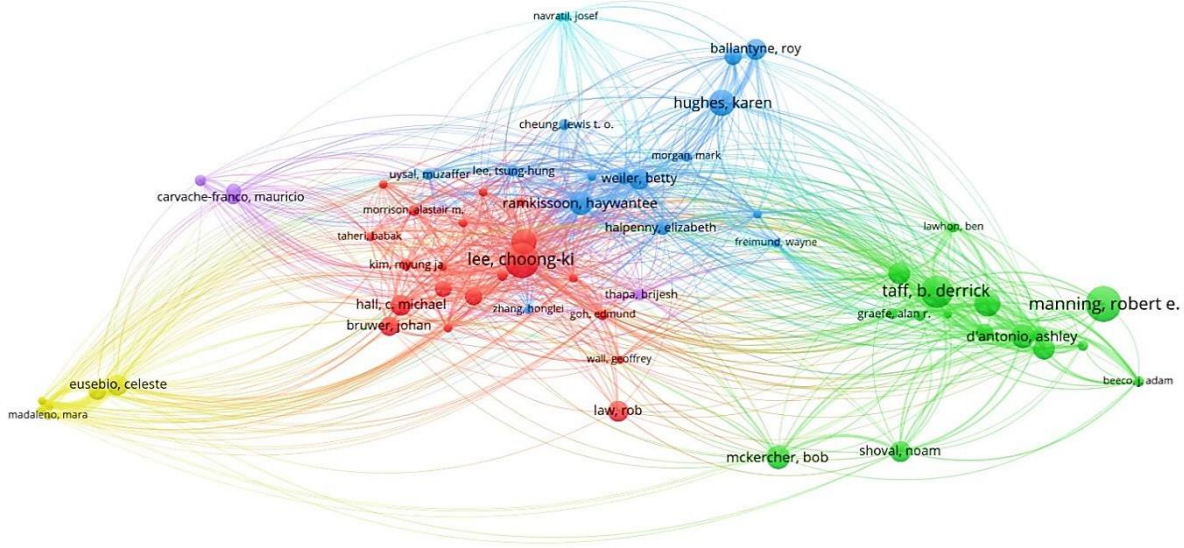 navratil, josef
ballantyne, roy
hughes, karen
cheung, lewis t. o.
morgan, mark
uysal, muzaffer
lee, tsung-hung
weiler, betty
carvache-franco, mauricio
ramkissoon, haywantee
morrison, alastair m.
halpenny, elizabeth
lawhon, ben
taheri, babak
freimund, wayne
lee, choong-ki
kim, myung ja
taff, b. derrick
thapa, brijesh
manning, robert e.
hall, c. michael
zhang, honglei
goh, edmund
graefe, alan r.
bruwer, johan
d'antonio, ashley
wall, geoffrey
eusebio, celeste
beeco, j. adam
madaleno, mara
law, rob
mckercher, bob
shoval, noam